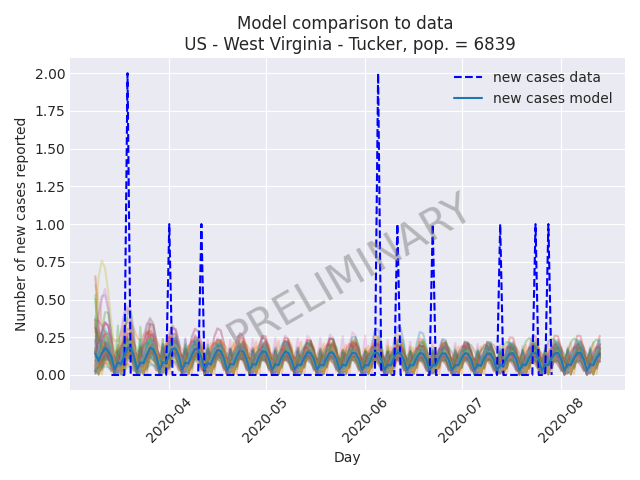 Model comparison to data
US - West Virginia - Tucker, pop. = 6839
new cases data
new cases model
Number of new cases reported
2.00
1.75
1.50
1.25
1.00
0.75
0.50
0.25
0.00
PRELIMINARY
2020-04
2020-05
2020-06
2020-07
2020-08
Day